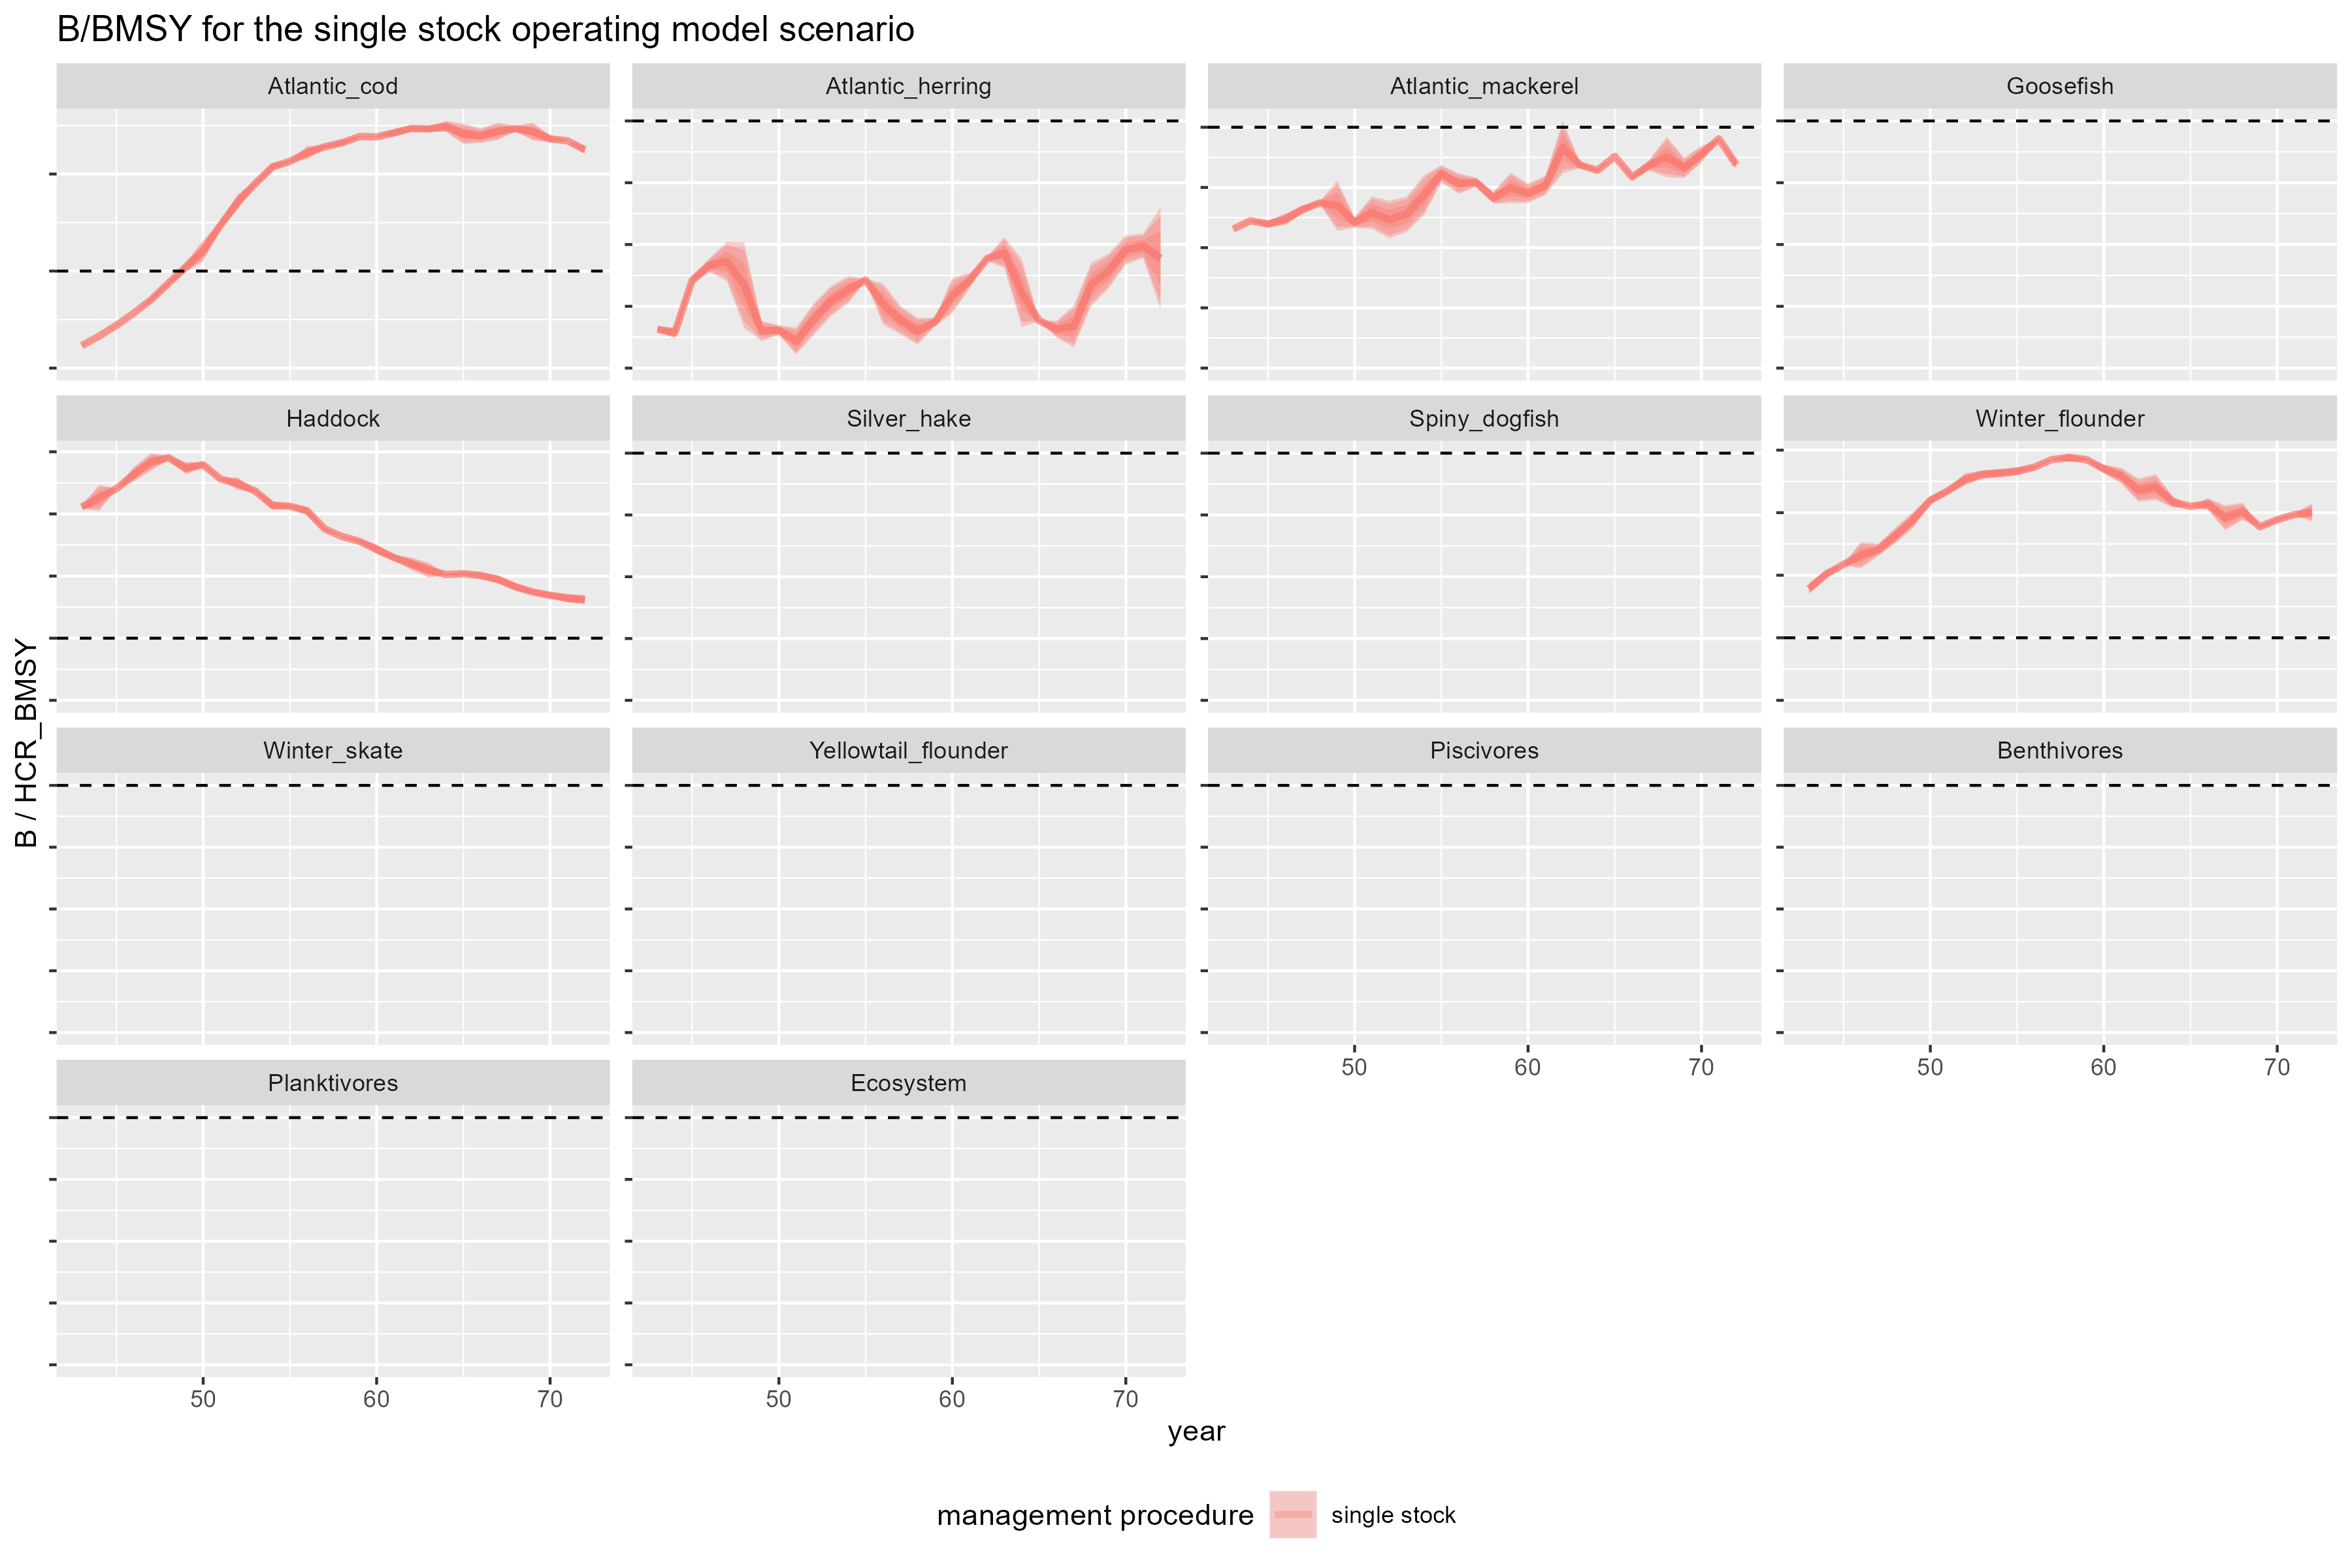 B/BMSY for the single stock operating model scenario
Atlantic_cod
Atlantic_herring
Atlantic_mackerel
Goosefish
Haddock
Silver_hake
Spiny_dogfish
Winter_flounder
B / HCR_BMSY
Winter_skate
Yellowtail_flounder
Piscivores
Benthivores
50 60 70
50 60 70
Planktivores
Ecosystem
50 60 70
50 60 70
year
management procedure
single stock